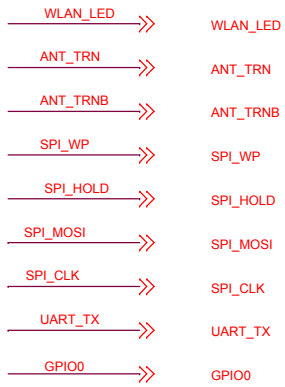 WLAN_LED WLAN_LED
ANT_TRN ANT_TRN
ANT_TRNB ANT_TRNB
SPI_WP SPI_WP
SPI_HOLD SPI_HOLD
SPI_MOSI SPI_MOSI
SPI_CLK SPI_CLK
UART_TX UART_TX
GPIO0 GPIO0